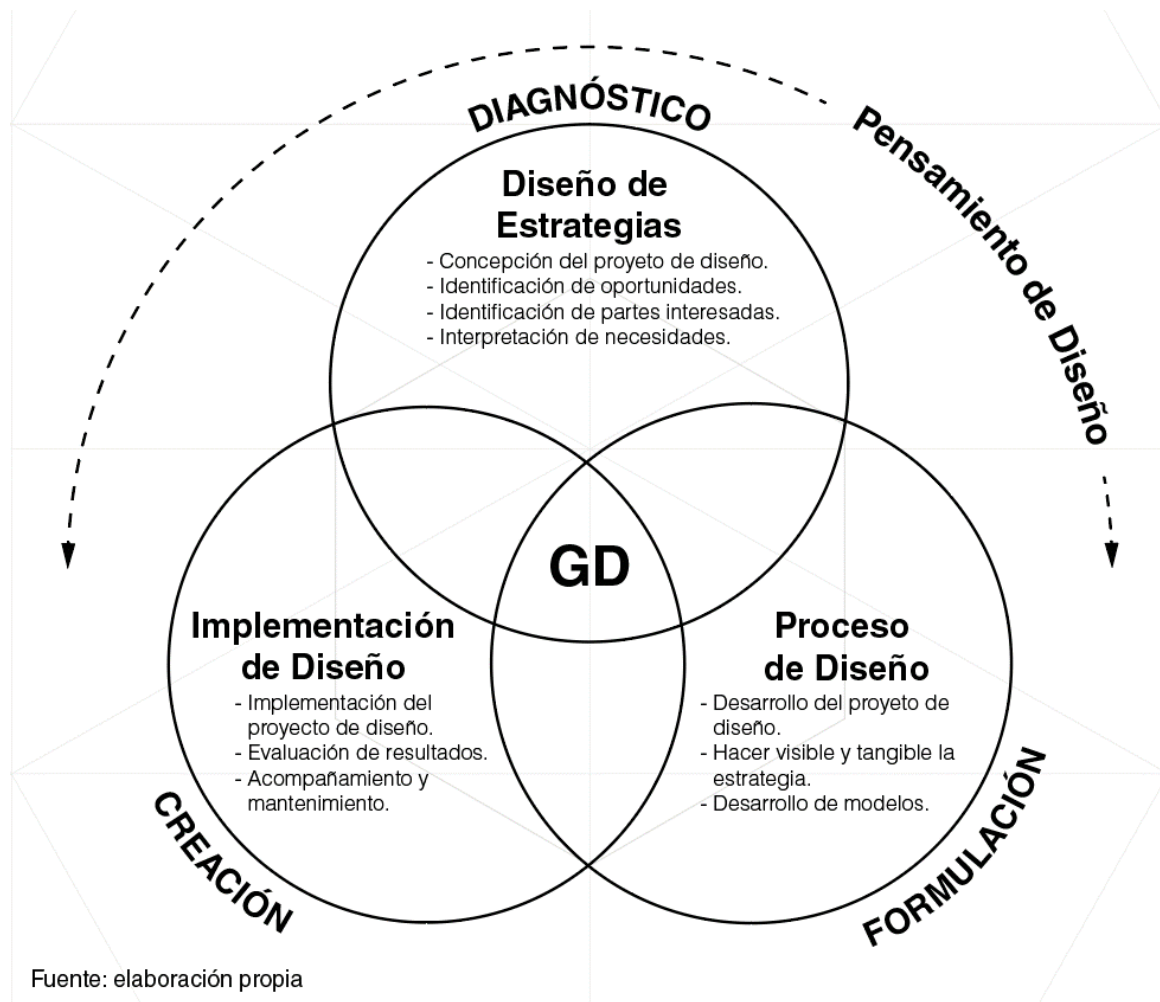 DIAGNÓSTICO
Pensamiento de Diseño
Diseño de
Estrategias
- Concepción del proyeto de diseño.
- Identificación de oportunidades.
- Identificación de partes interesadas.
- Interpretación de necesidades.
GD
Implementación
de Diseño
- Implementación del
proyecto de diseño.
- Evaluación de resultados.
- Acompañamiento y
mantenimiento.
CREACIÓN
Proceso
de Diseño
- Desarrollo del proyeto de
diseño.
- Hacer visible y tangible la
estrategia.
- Desarrollo de modelos.
FORMULACIÓN
Fuente: elaboración propia